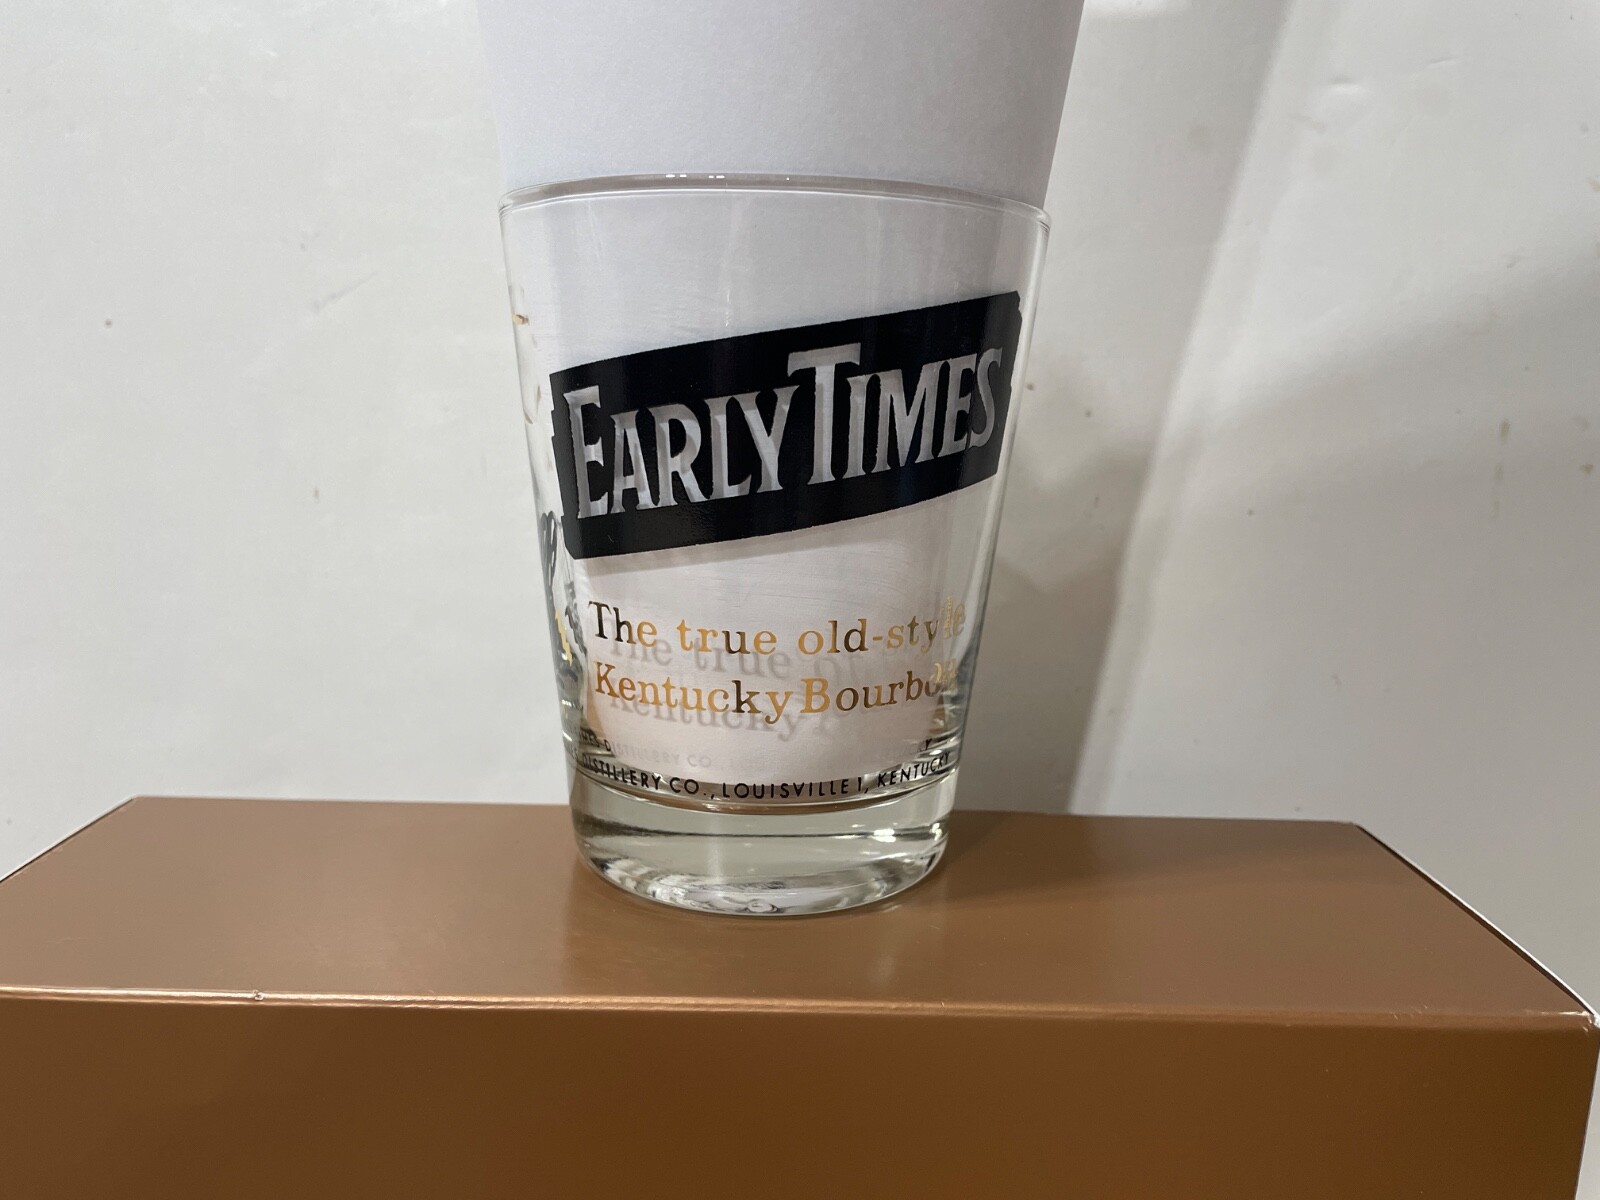 EARLY TIMES
The true old-style
Kentucky Bourbon
DISTILLERY CO., LOUISVILLE 1, KENTUCKY